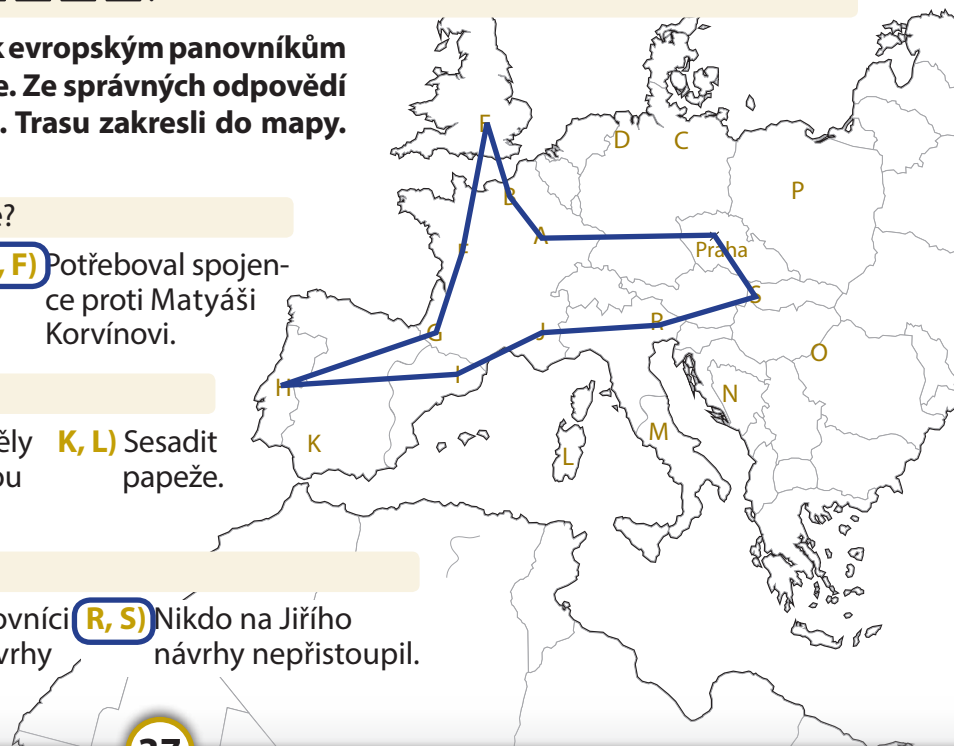 k evropským panovníkům
e. Ze správných odpovědí
. Trasu zakresli do mapy.
e?
, F) Potřeboval spojen-
ce proti Matyáši
Korvínovi.
ěly K, L) Sesadit
ou papeže.
ovníci R, S) Nikdo na Jiřího
vrhy návrhy nepřistoupil.
E
D
C
P
B
A
Praha
F
S
G
J
R
O
I
H
N
K
L
M